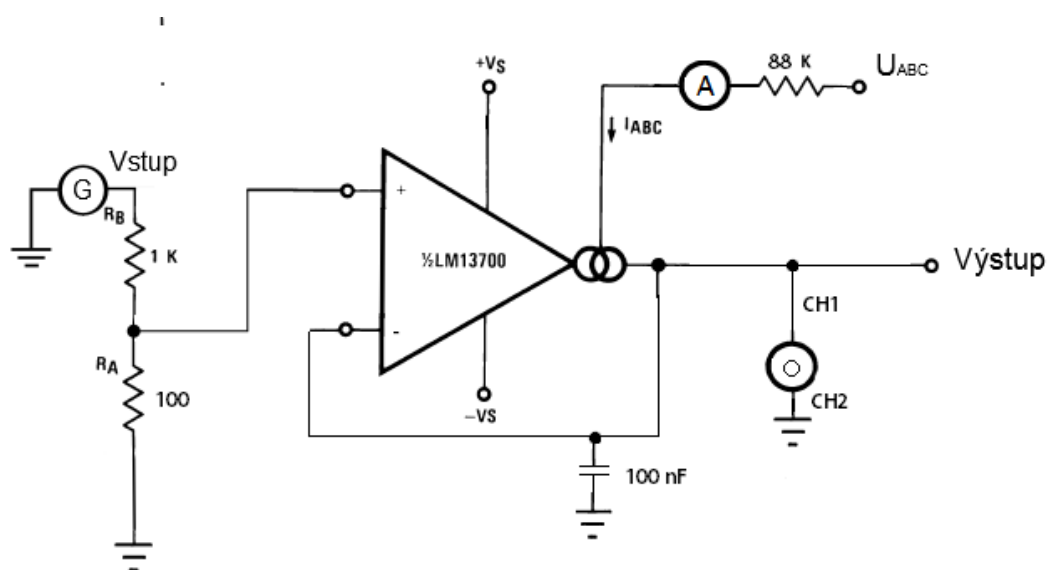 +VS
88 K
UABC
A
IABC
Vstup
G
RB
1 K
+
½LM13700
Výstup
CH1
-
RA
100
O
CH2
−VS
100 nF